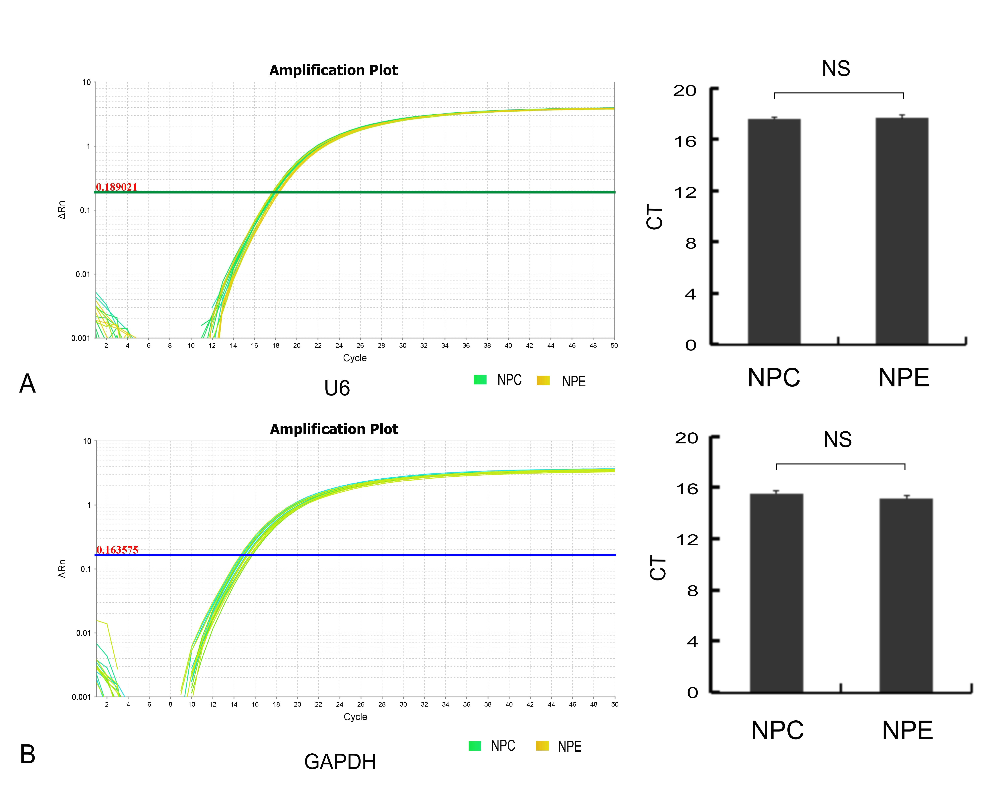 Amplification Plot
10
1
0.189021
0.1
0.01
0.001
ΔRn
2 4 6 8 10 12 14 16 18 20 22 24 26 28 30 32 34 36 38 40 42 44 46 48 50
Cycle
NPC NPE
A
U6
NS
20
16
12
8
4
0
CT
NPC NPE
Amplification Plot
10
1
0.163575
0.1
0.01
0.001
ΔRn
2 4 6 8 10 12 14 16 18 20 22 24 26 28 30 32 34 36 38 40 42 44 46 48 50
Cycle
NPC NPE
B
GAPDH
NS
20
16
12
8
4
0
CT
NPC NPE